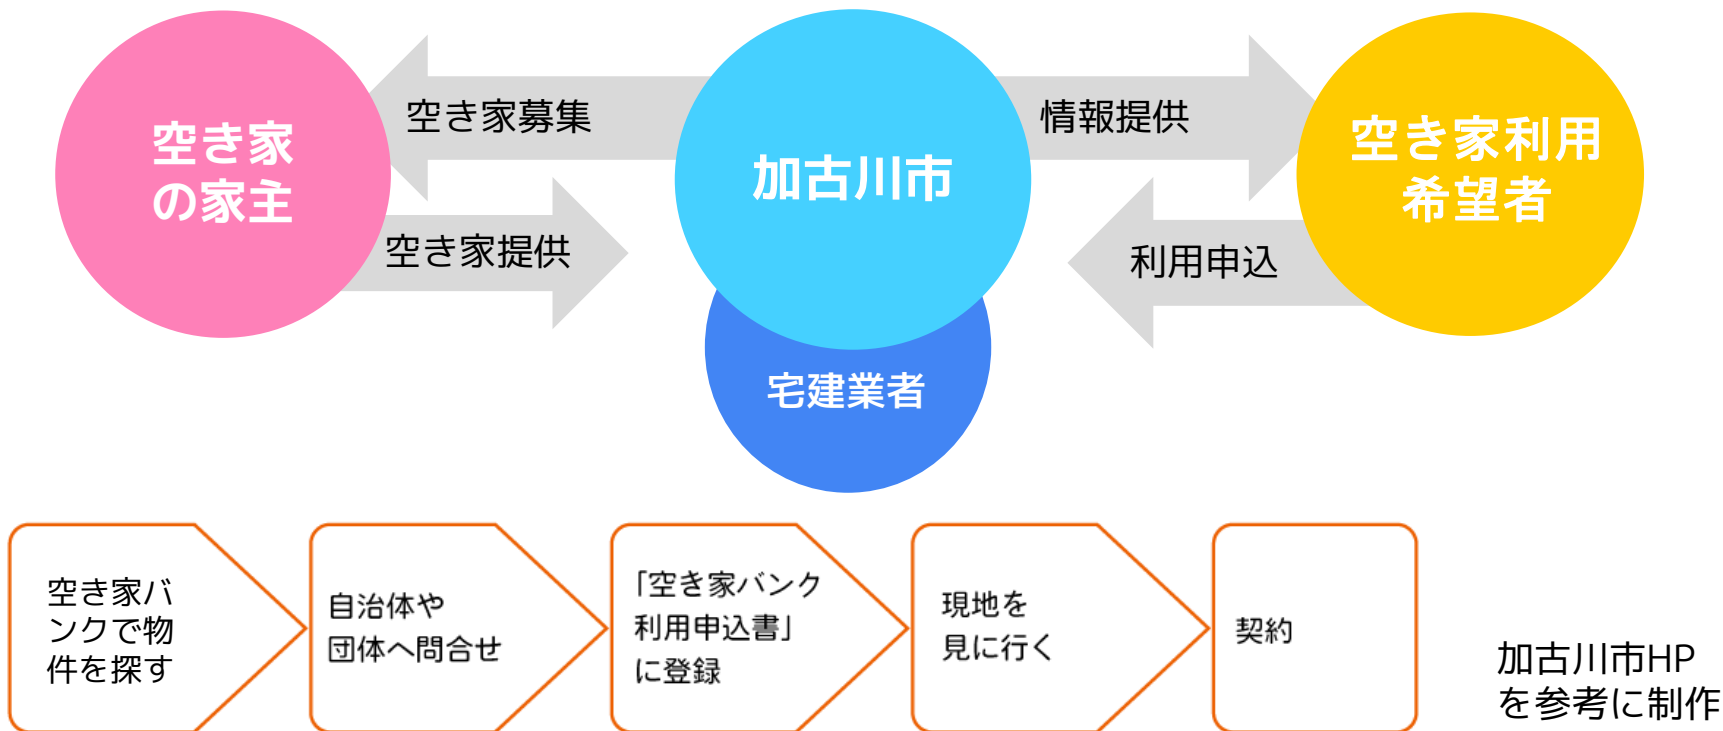 空き家
の家主
空き家募集
空き家提供
加古川市
宅建業者
情報提供
利用申込
空き家利用
希望者
空き家バ
ンクで物
件を探す
自治体や
団体へ問合せ
「空き家バンク
利用申込書」
に登録
現地を
見に行く
契約
加古川市HP
を参考に制作